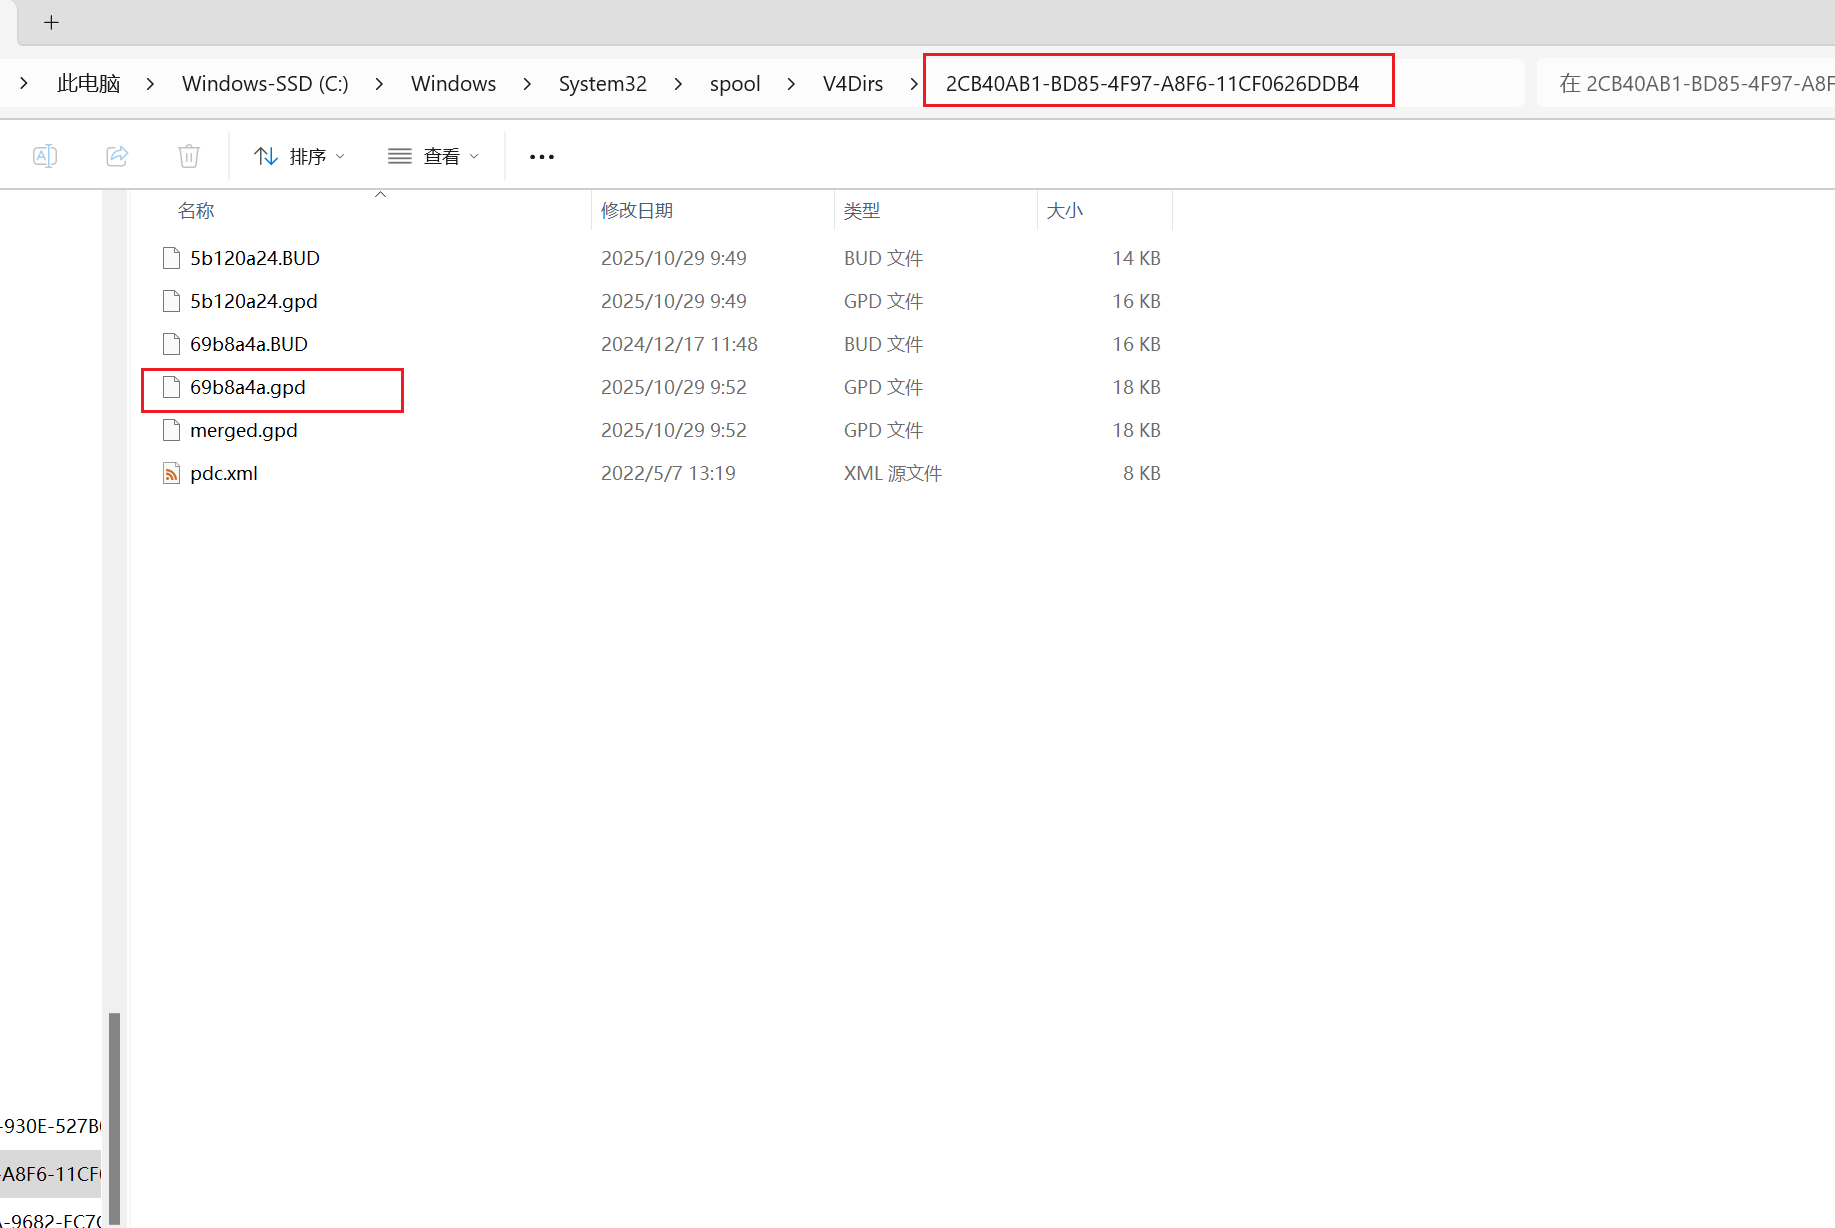 此电脑 > Windows-SSD (C:) > Windows > System32 > spool > V4Dirs > 2CB40AB1-BD85-4F97-A8F6-11CF0626DDB4
在 2CB40AB1-BD85-4F97-A8F
排序 查看
名称 修改日期 类型 大小
5b120a24.BUD 2025/10/29 9:49 BUD 文件 14 KB
5b120a24.gpd 2025/10/29 9:49 GPD 文件 16 KB
69b8a4a.BUD 2024/12/17 11:48 BUD 文件 16 KB
69b8a4a.gpd 2025/10/29 9:52 GPD 文件 18 KB
merged.gpd 2025/10/29 9:52 GPD 文件 18 KB
pdc.xml 2022/5/7 13:19 XML 源文件 8 KB
-930E-527B
A8F6-11CF
-9682-FC7